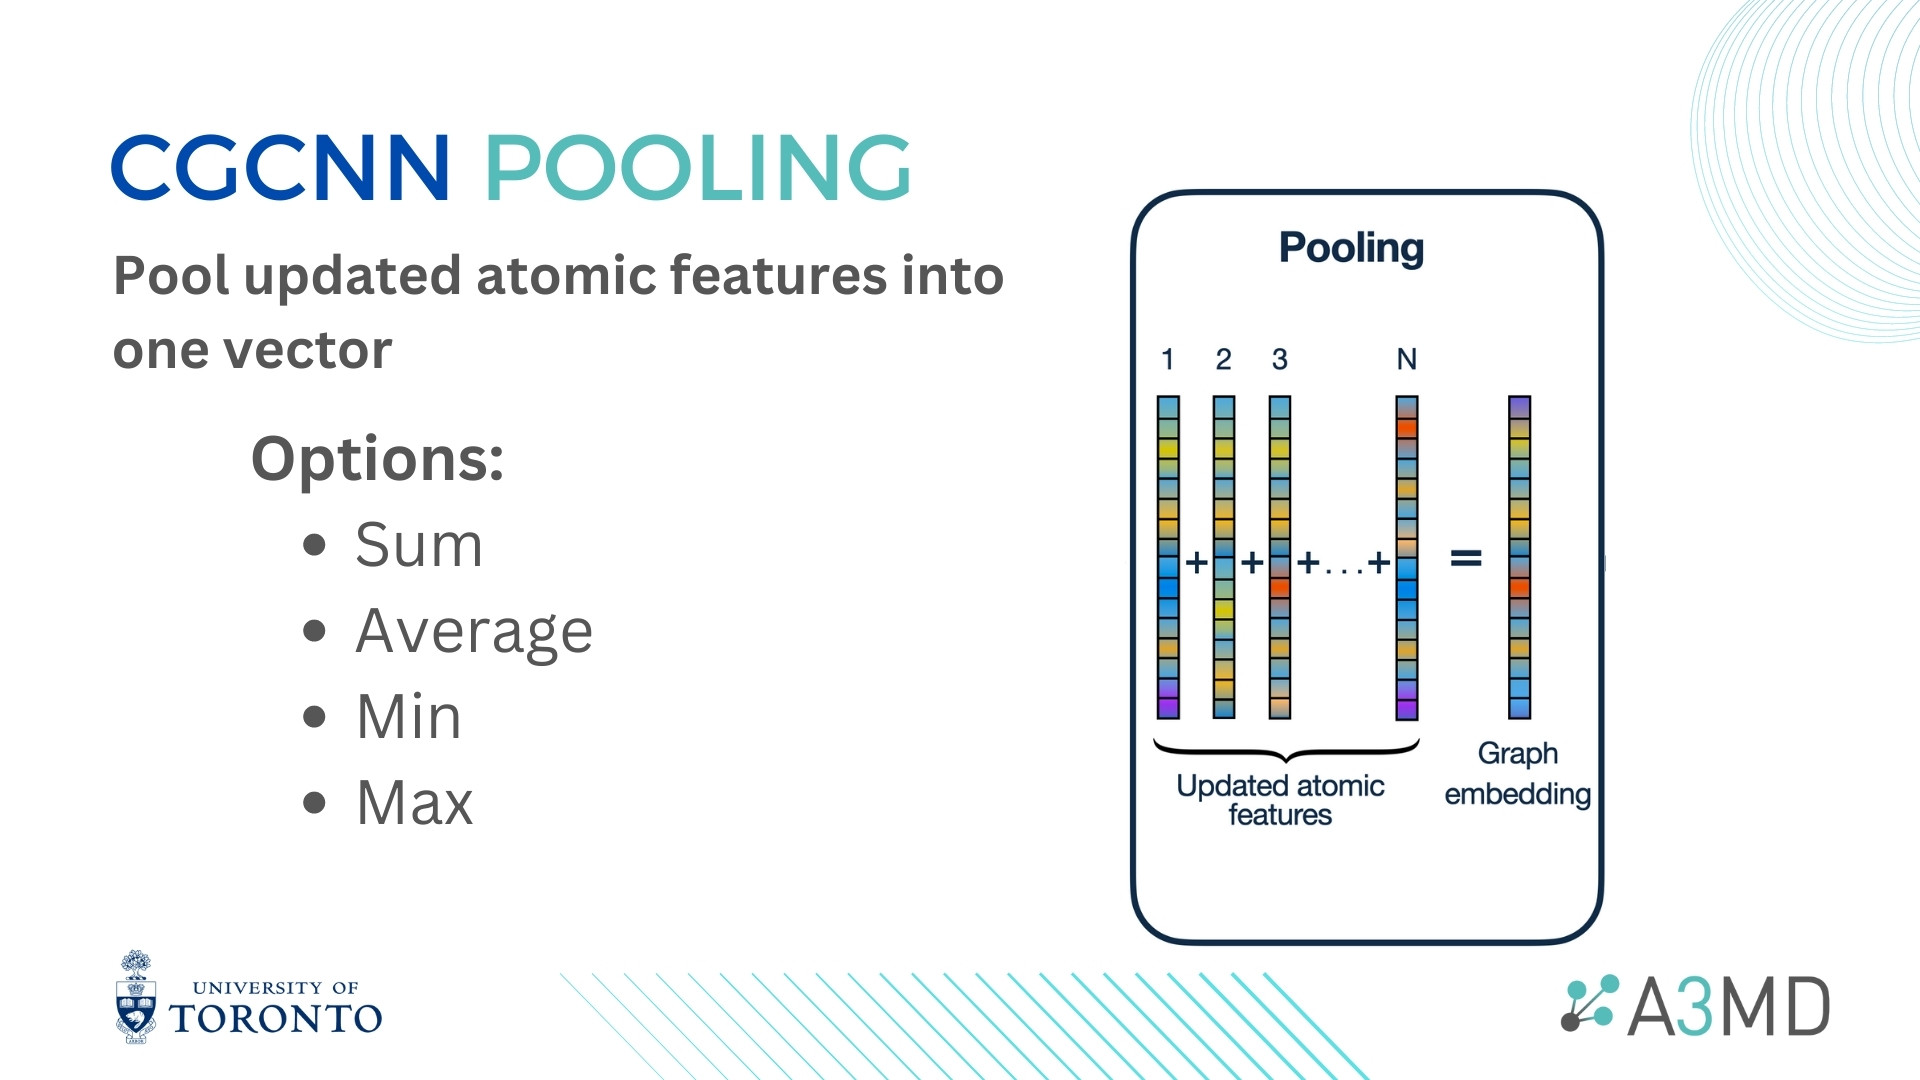 CGCNN POOLING
Pool updated atomic features into
one vector
Options:
• Sum
• Average
• Min
• Max
Pooling
1 2 3 N
+ + +...+ =
Updated atomic
features
Graph
embedding
UNIVERSITY OF
TORONTO
A3MD